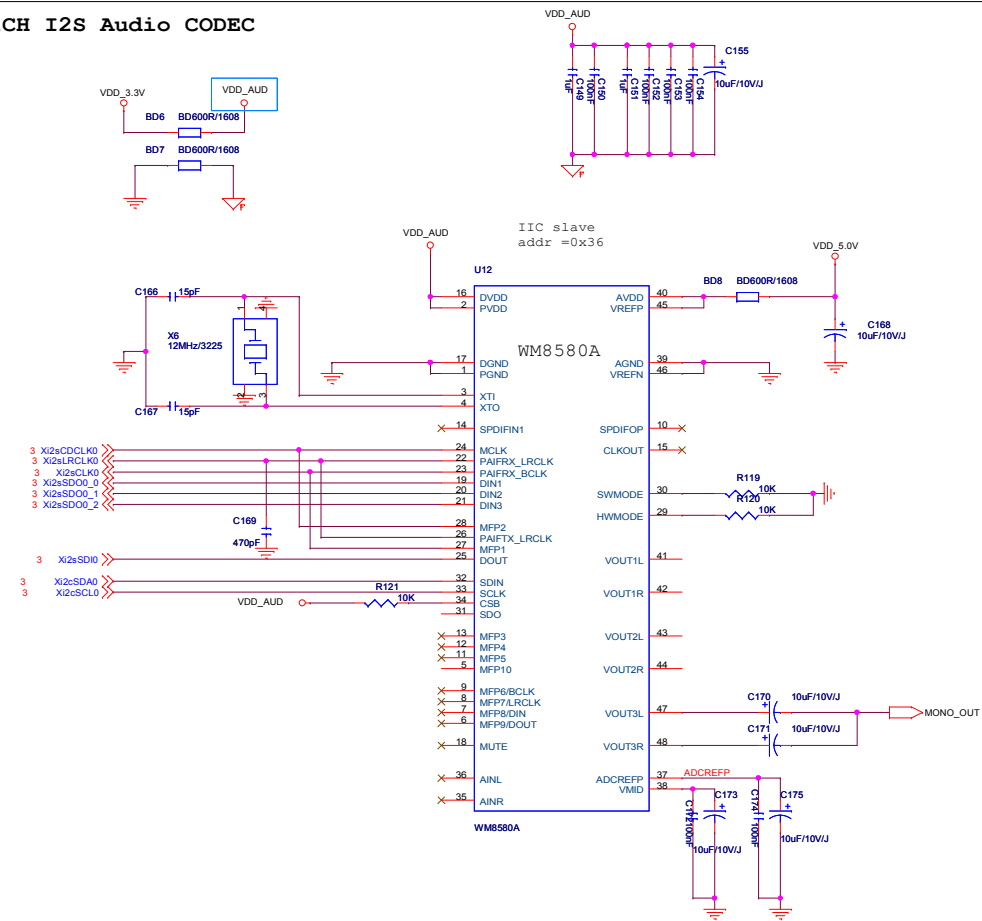 CH I2S Audio CODEC
VDD_AUD
C155
10uF/10V/J
C149
1uF
C150
100nF
C151
1uF
C152
100nF
C153
100nF
C154
100nF
VDD_3.3V
VDD_AUD
BD6 BD600R/1608
BD7 BD600R/1608
IIC slave
addr =0x36
VDD_AUD
VDD_5.0V
U12
BD8 BD600R/1608
C168
10uF/10V/J
WM8580A
C166 15pF
X6
12MHz/3225
1 4
2 3
C167 15pF
16 DVDD
2 PVDD
17 DGND
1 PGND
3 XTI
4 XTO
14 SPDIFIN1
24 MCLK
22 PAIFRX_LRCLK
23 PAIFRX_BCLK
19 DIN1
20 DIN2
21 DIN3
28 MFP2
26 PAIFTX_LRCLK
27 MFP1
25 DOUT
32 SDIN
33 SCLK
34 CSB
31 SDO
13 MFP3
12 MFP4
11 MFP5
5 MFP10
9 MFP6/BCLK
8 MFP7/LRCLK
7 MFP8/DIN
6 MFP9/DOUT
18 MUTE
36 AINL
35 AINR
AVDD 40
VREFP 45
AGND 39
VREFN 46
SPDIFOP 10
CLKOUT 15
SWMODE 30
HWMODE 29
VOUT1L 41
VOUT1R 42
VOUT2L 43
VOUT2R 44
VOUT3L 47
VOUT3R 48
ADCREFP 37
VMID 38
3 Xi2sCDCLK0
3 Xi2sLRCLK0
3 Xi2sCLK0
3 Xi2sSDO0_0
3 Xi2sSDO0_1
3 Xi2sSDO0_2
C169
470pF
3 Xi2sSDI0
3 Xi2cSDA0
3 Xi2cSCL0
VDD_AUD
R121
10K
R119
10K
R120
10K
C170 10uF/10V/J
C171 10uF/10V/J
MONO_OUT
ADCREFP
C172
100nF
C173
10uF/10V/J
C174
100nF
C175
10uF/10V/J
WM8580A